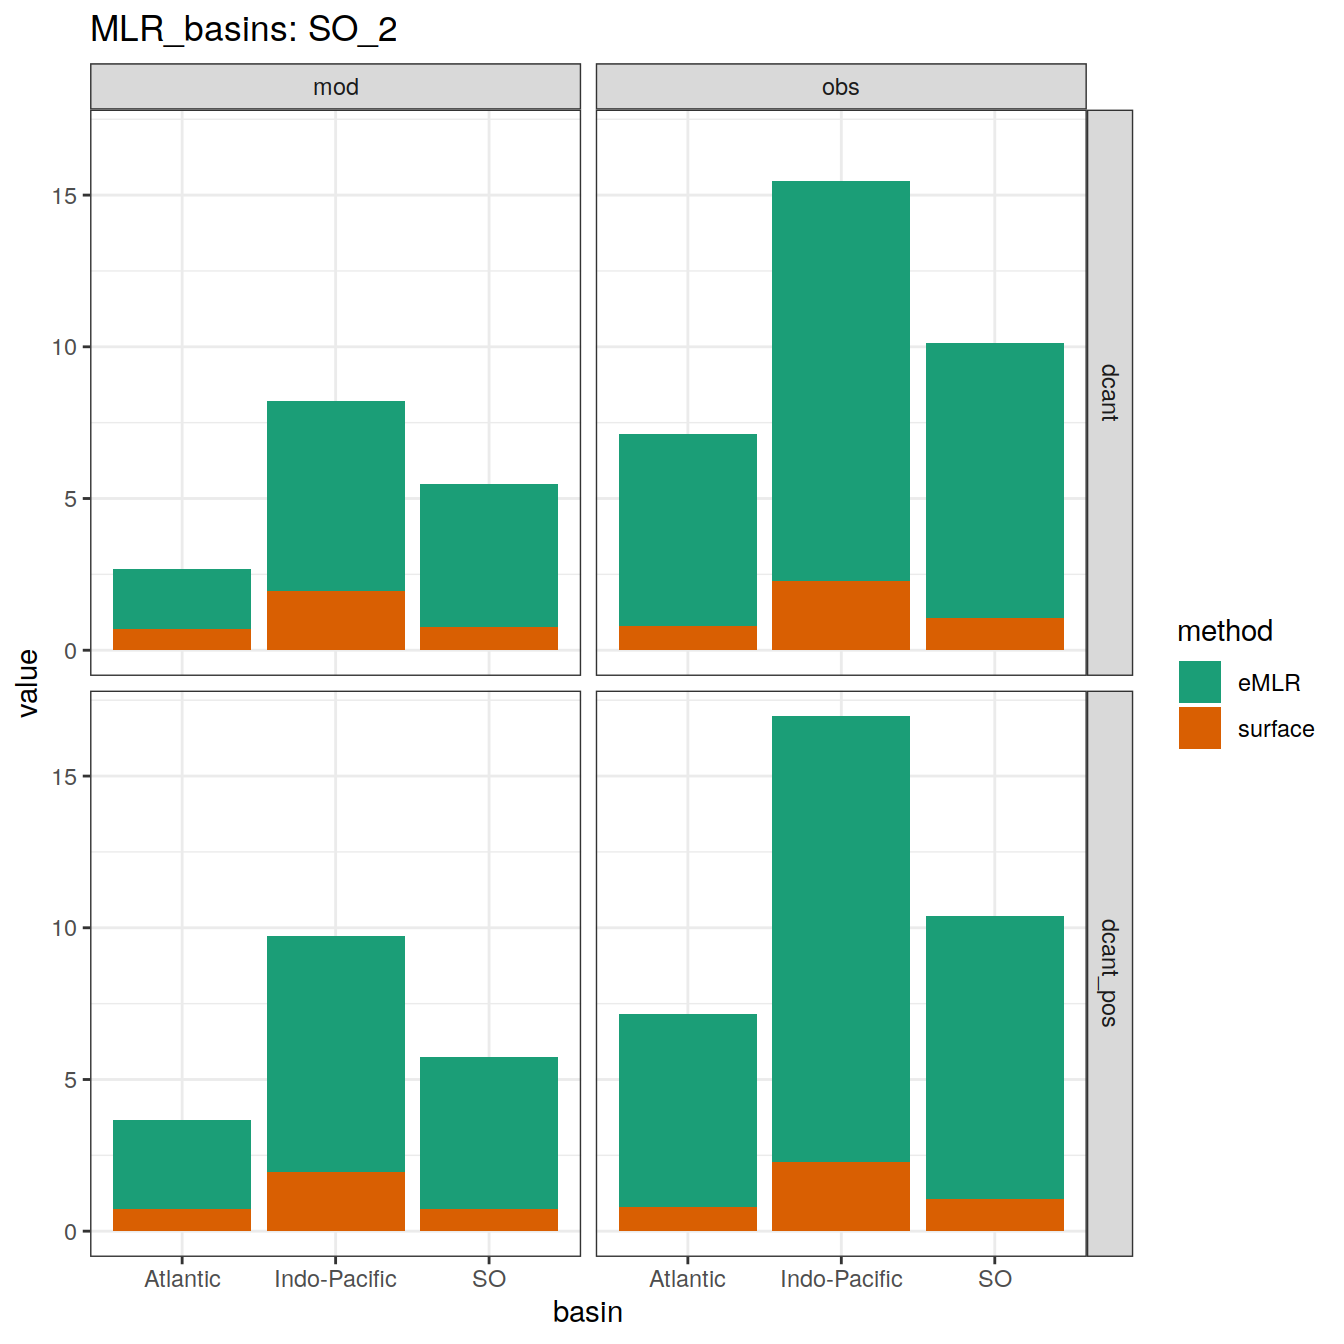 MLR_basins: SO_2
mod
obs
15
10
5
0
dcant
15
10
5
0
dcant_pos
value
Atlantic
Indo-Pacific
SO
Atlantic
Indo-Pacific
SO
basin
method
eMLR
surface